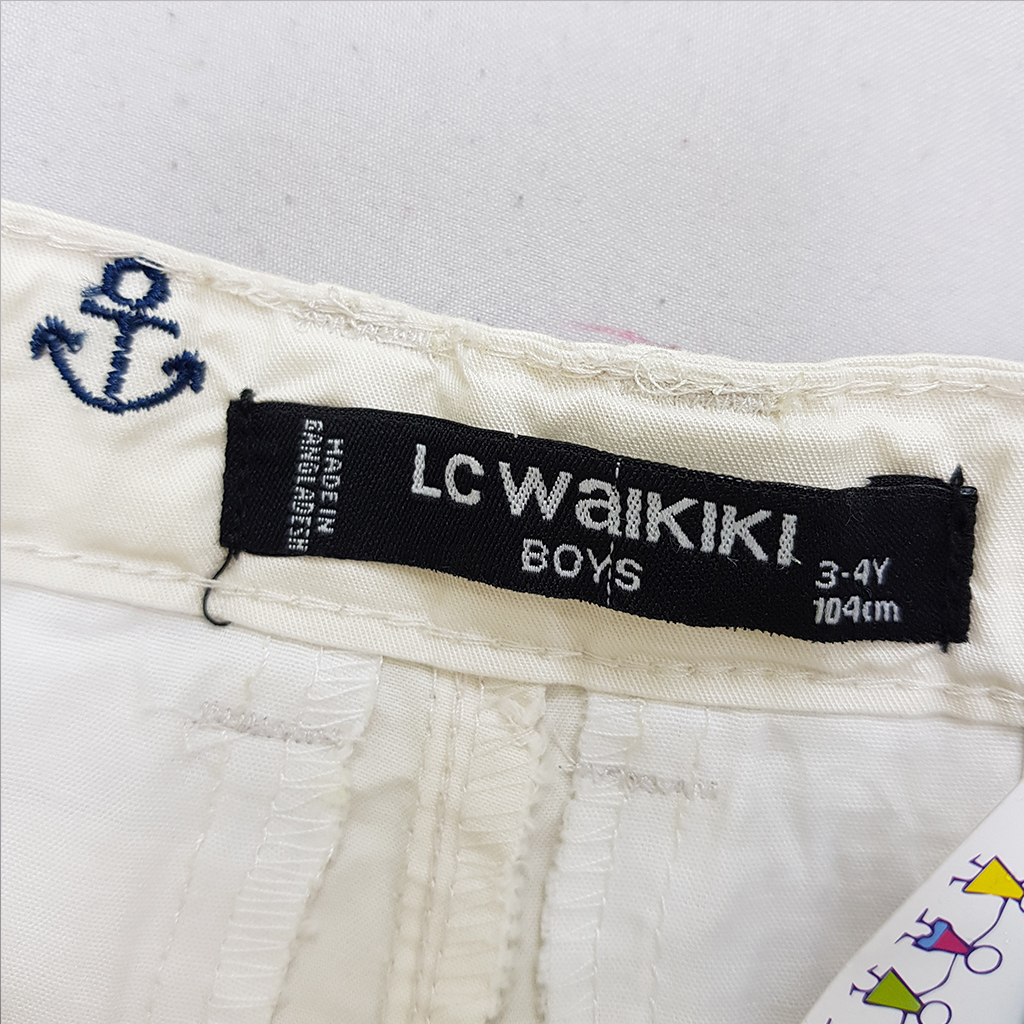 MADE IN
BANGLADESH
LC WaIKIKI
BOYS
3-4Y
104cm